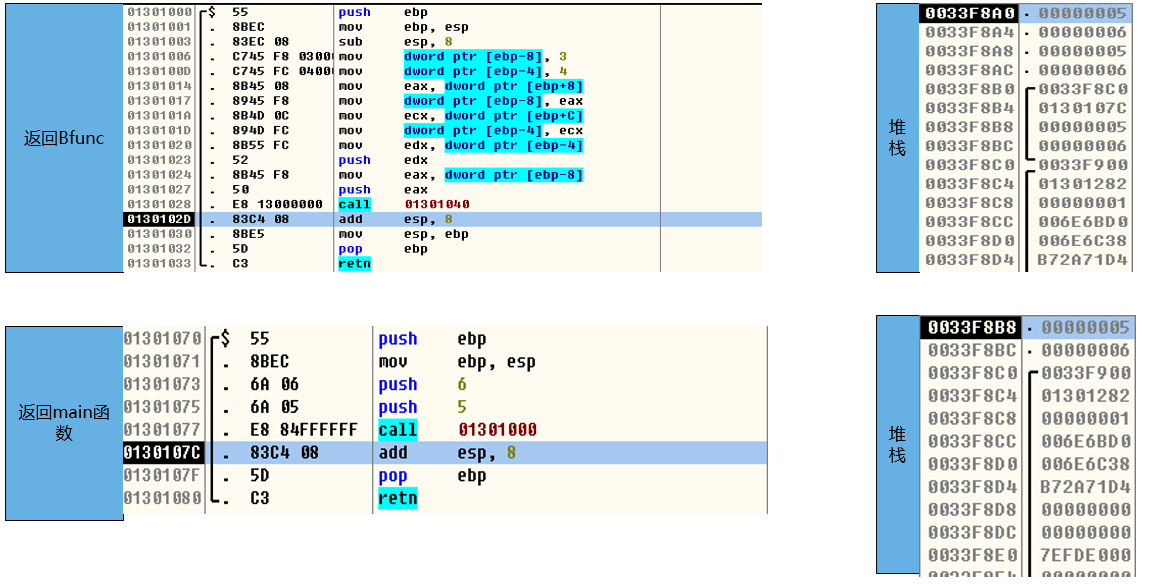 返回Bfunc
01301000 $ 55 push ebp
01301001 . 8BEC mov ebp, esp
01301003 . 83EC 08 sub esp, 8
01301006 . C745 F8 0300 mov dword ptr [ebp-8], 3
0130100D . C745 FC 0400 mov dword ptr [ebp-4], 4
01301014 . 8B45 08 mov eax, dword ptr [ebp+8]
01301017 . 8945 F8 mov dword ptr [ebp-8], eax
0130101A . 8B4D 0C mov ecx, dword ptr [ebp+C]
0130101D . 894D FC mov dword ptr [ebp-4], ecx
01301020 . 8B55 FC mov edx, dword ptr [ebp-4]
01301023 . 52 push edx
01301024 . 8B45 F8 mov eax, dword ptr [ebp-8]
01301027 . 50 push eax
01301028 . E8 13000000 call 01301040
0130102D . 83C4 08 add esp, 8
01301030 . 8BE5 mov esp, ebp
01301032 . 5D pop ebp
01301033 . C3 retn
堆
栈
0033F8A0 . 00000005
0033F8A4 . 00000006
0033F8A8 . 00000005
0033F8AC . 00000006
0033F8B0 0033F8C0
0033F8B4 0130107C
0033F8B8 00000005
0033F8BC 00000006
0033F8C0 0033F900
0033F8C4 01301282
0033F8C8 00000001
0033F8CC 006E6BD0
0033F8D0 006E6C38
0033F8D4 B72A71D4
返回main函
数
01301070 $ 55 push ebp
01301071 . 8BEC mov ebp, esp
01301073 . 6A 06 push 6
01301075 . 6A 05 push 5
01301077 . E8 84FFFFFF call 01301000
0130107C . 83C4 08 add esp, 8
0130107F . 5D pop ebp
01301080 . C3 retn
堆
栈
0033F8B8 . 00000005
0033F8BC . 00000006
0033F8C0 0033F900
0033F8C4 01301282
0033F8C8 00000001
0033F8CC 006E6BD0
0033F8D0 006E6C38
0033F8D4 B72A71D4
0033F8D8 00000000
0033F8DC 00000000
0033F8E0 7EFDE000